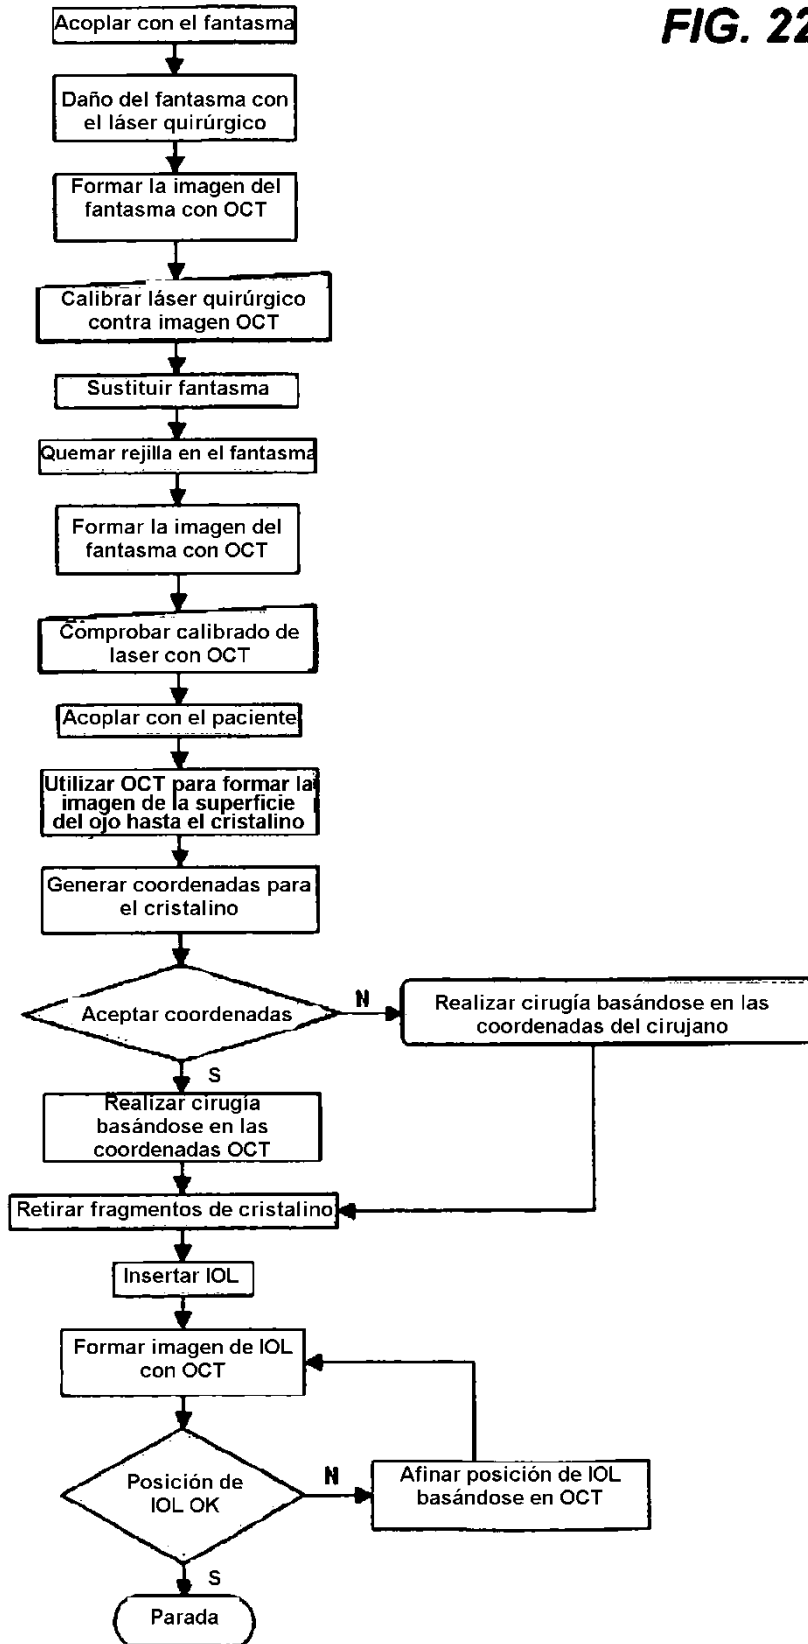 FIG. 22
Acoplar con el fantasma
Daño del fantasma con
el láser quirúrgico
Formar la imagen del
fantasma con OCT
Calibrar láser quirúrgico
contra imagen OCT
Sustituir fantasma
Quemar rejilla en el fantasma
Formar la imagen del
fantasma con OCT
Comprobar calibrado de
laser con OCT
Acoplar con el paciente
Utilizar OCT para formar la
imagen de la superficie
del ojo hasta el cristalino
Generar coordenadas para
el cristalino
Aceptar coordenadas
N
Realizar cirugía basándose en las
coordenadas del cirujano
S
Realizar cirugía
basándose en las
coordenadas OCT
Retirar fragmentos de cristalino
Insertar IOL
Formar imagen de IOL
con OCT
Posición de
IOL OK
N
Afinar posición de IOL
basándose en OCT
S
Parada